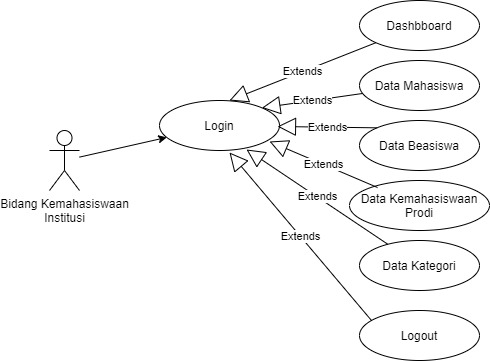 Dashbboard
Extends
Data Mahasiswa
Extends
Login
Extends
Data Beasiswa
Extends
Bidang Kemahasiswaan
Institusi
Data Kemahasiswaan
Prodi
Extends
Extends
Data Kategori
Logout